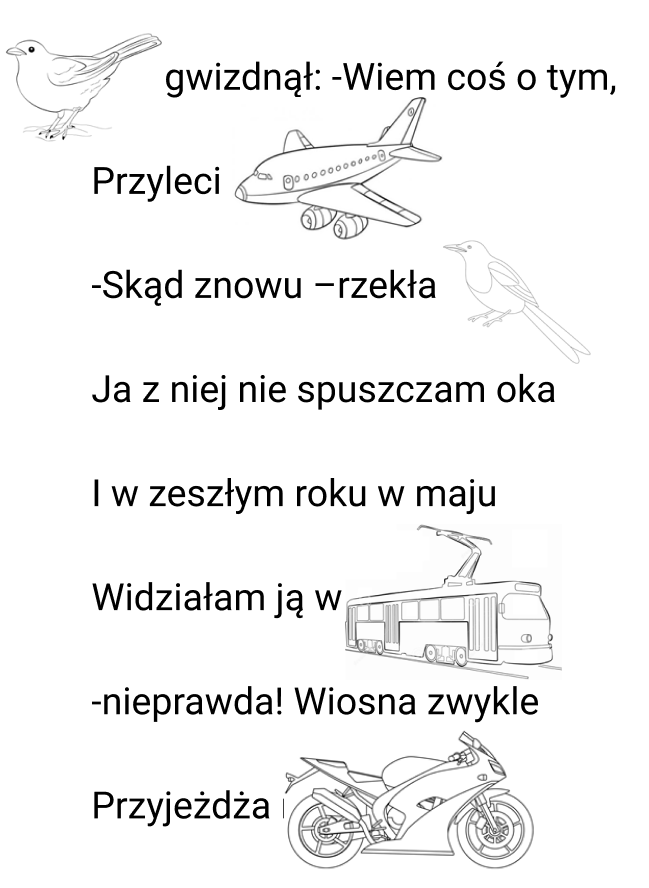 gwizdnął: -Wiem coś o tym,
Przyleci
-Skąd znowu –rzekła
Ja z niej nie spuszczam oka
I w zeszłym roku w maju
Widziałam ją w
-nieprawda! Wiosna zwykle
Przyjeżdża